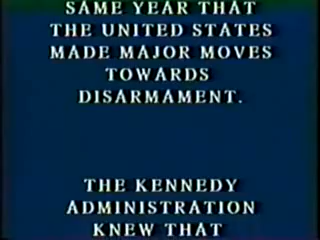 SAME YEAR THAT
THE UNITED STATES
MADE MAJOR MOVES
TOWARDS
DISARMAMENT.
THE KENNEDY
ADMINISTRATION
KNEW THAT